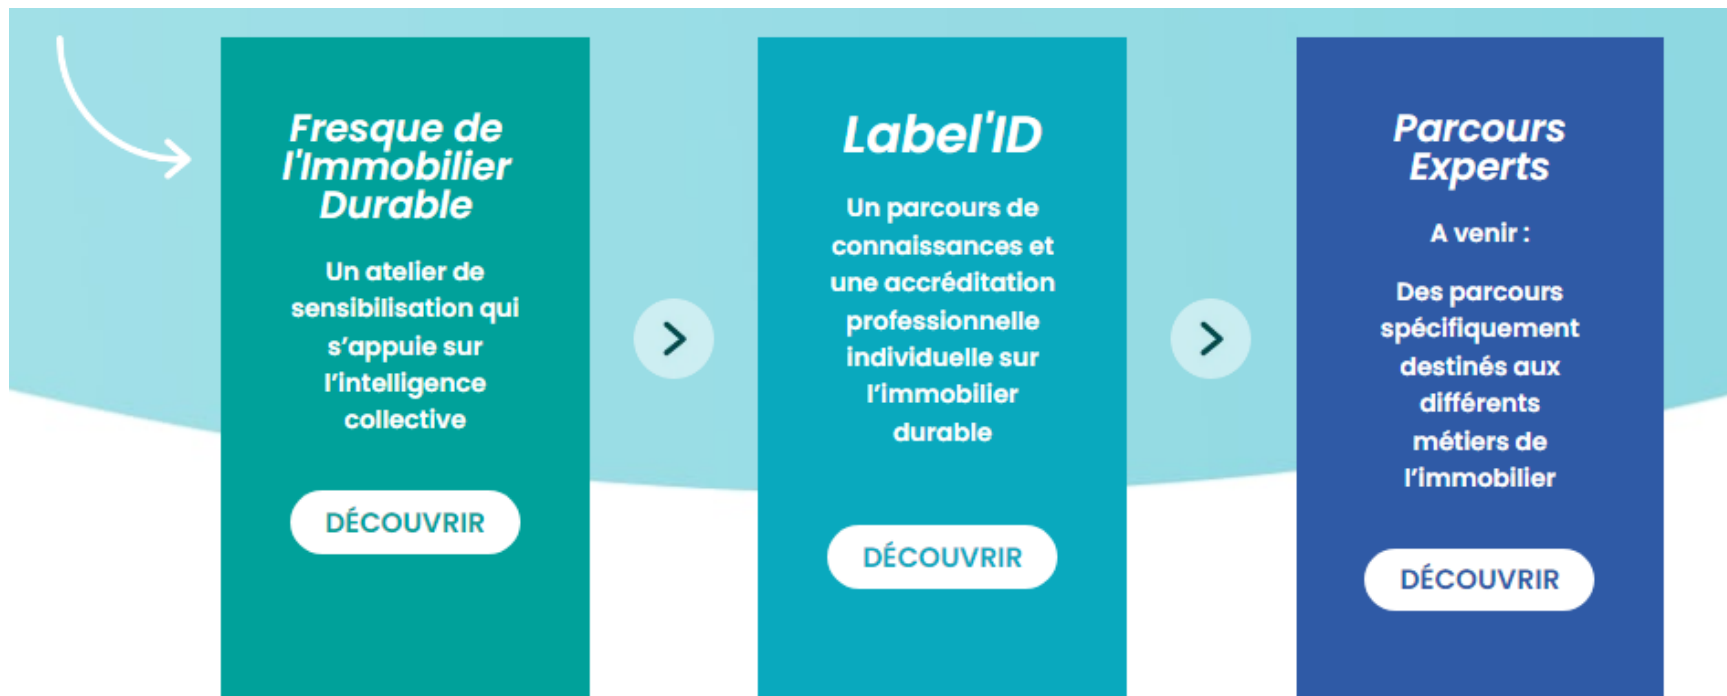 Fresque de
l'Immobilier
Durable
Un atelier de
sensibilisation qui
s’appuie sur
l’intelligence
collective
DÉCOUVRIR
Label'ID
Un parcours de
connaissances et
une accréditation
professionnelle
individuelle sur
l’immobilier
durable
DÉCOUVRIR
Parcours
Experts
A venir :
Des parcours
spécifiquement
destinés aux
différents
métiers de
l’immobilier
DÉCOUVRIR